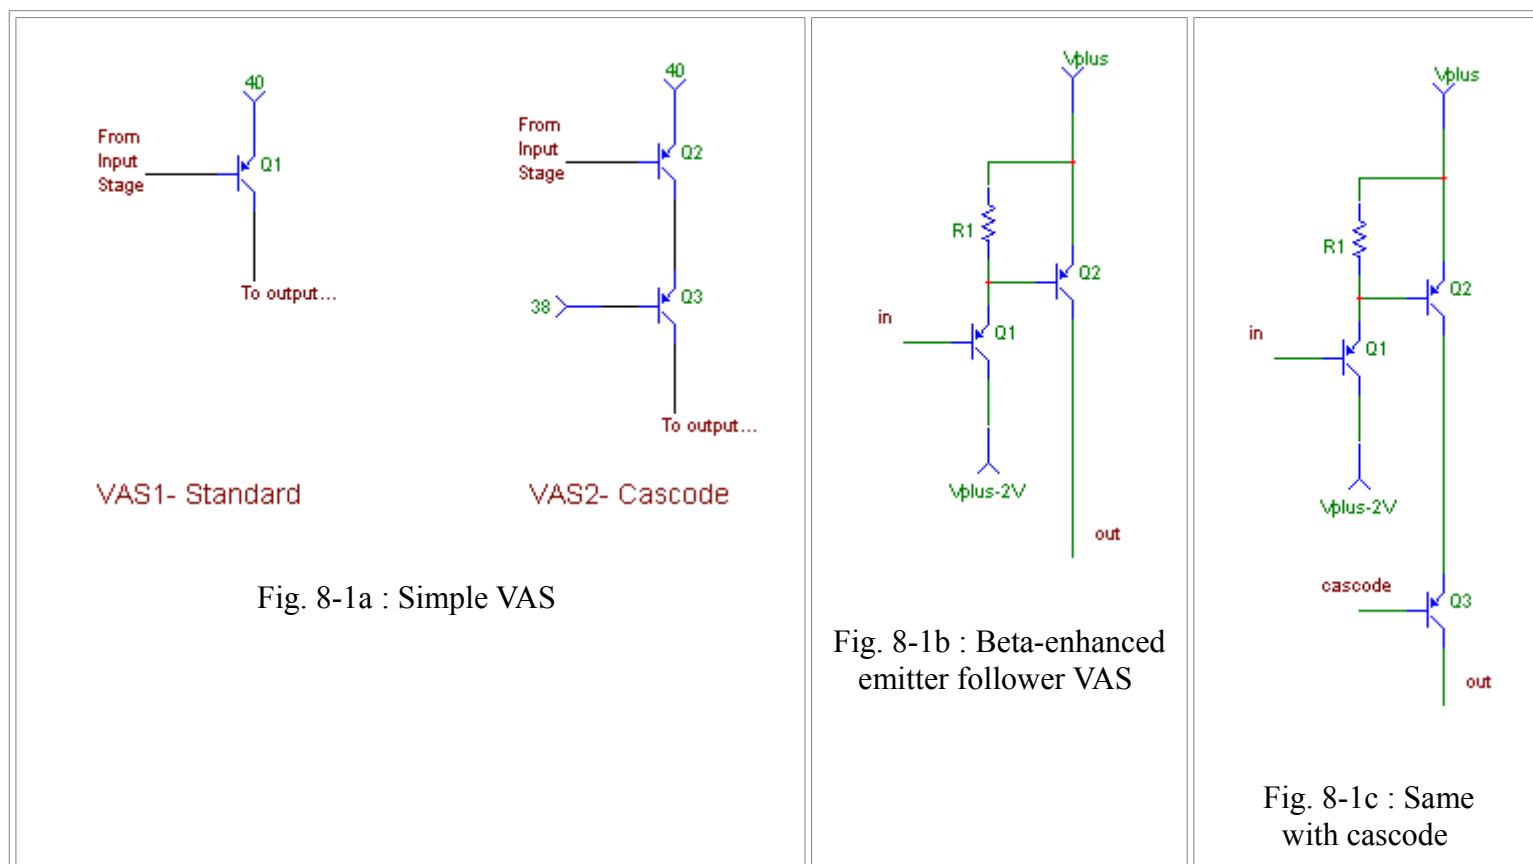 40
From
Input
Stage
Q1
To output...
VAS1- Standard
40
From
Input
Stage
Q2
38
Q3
To output...
VAS2- Cascode
Fig. 8-1a : Simple VAS
Vplus
R1
Q2
in
Q1
Vplus-2V
out
Fig. 8-1b : Beta-enhanced
emitter follower VAS
Vplus
R1
Q2
in
Q1
Vplus-2V
cascode
Q3
out
Fig. 8-1c : Same
with cascode